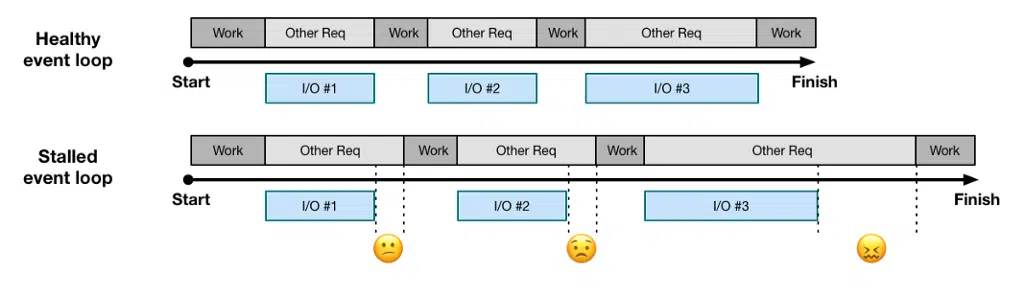 Work Other Req Work Other Req Work Other Req Work
Healthy
event loop
Start Finish
I/O #1 I/O #2 I/O #3
Work Other Req Work Other Req Work Other Req Work
Stalled
event loop
Start Finish
I/O #1 I/O #2 I/O #3